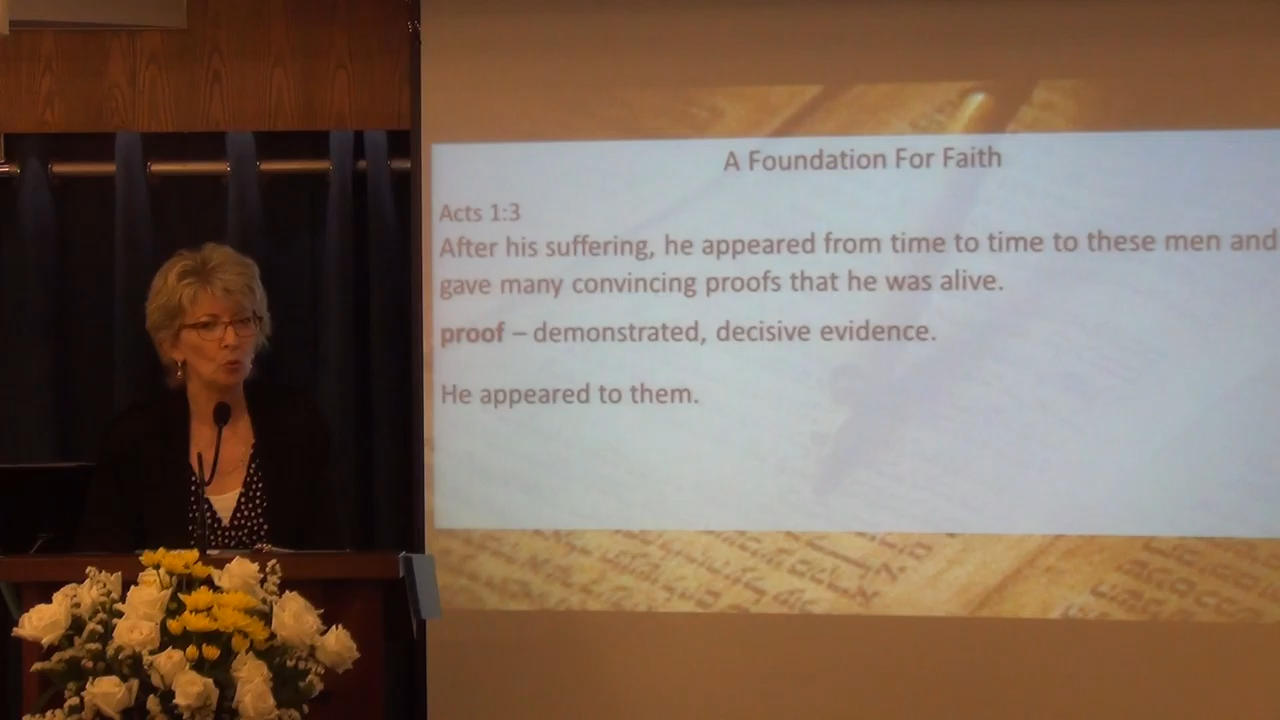 A Foundation For Faith
Acts 1:3
After his suffering, he appeared from time to time to these men and
gave many convincing proofs that he was alive.
proof – demonstrated, decisive evidence.
He appeared to them.